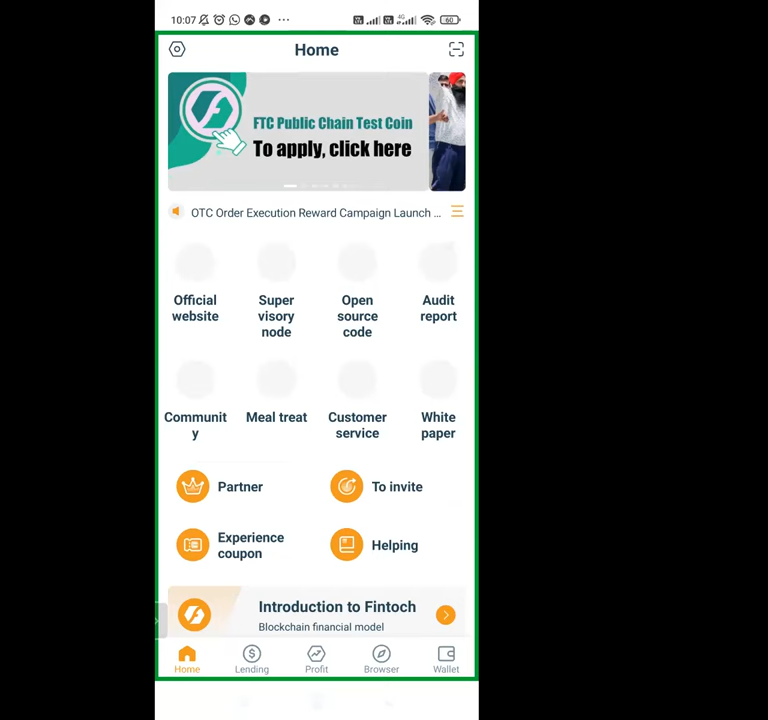 10:07
60
Home
FTC Public Chain Test Coin
To apply, click here
OTC Order Execution Reward Campaign Launch ...
Official website
Super visory node
Open source code
Audit report
Communit y
Meal treat
Customer service
White paper
Partner
To invite
Experience coupon
Helping
Introduction to Fintoch
Blockchain financial model
Home
Lending
Profit
Browser
Wallet